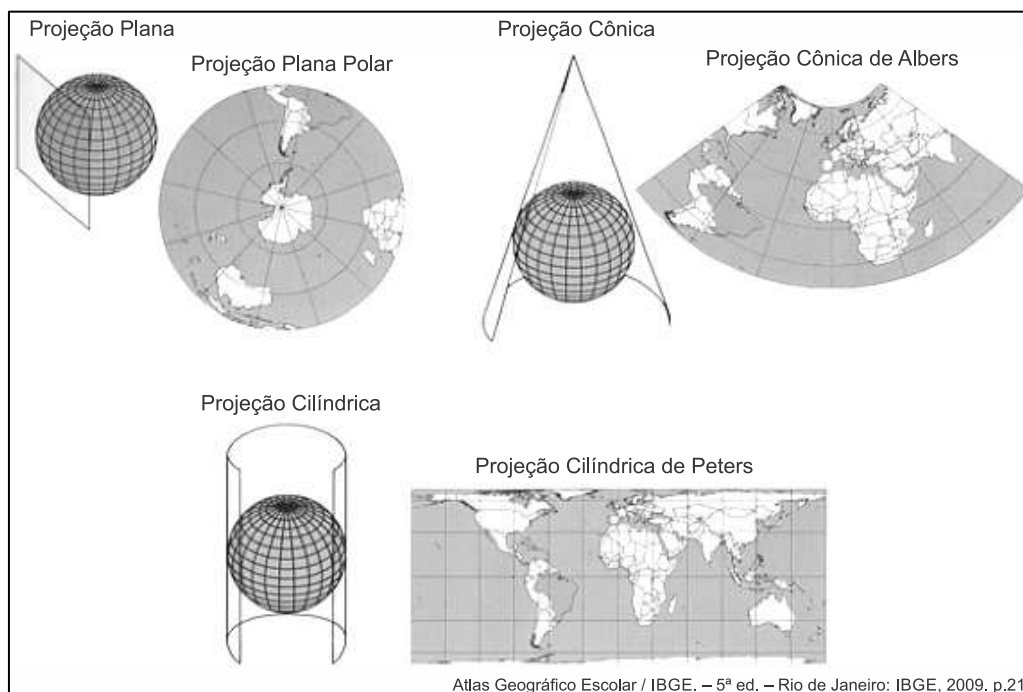 Projeção Plana
Projeção Plana Polar
Projeção Cônica
Projeção Cônica de Albers
Projeção Cilíndrica
Projeção Cilíndrica de Peters
Atlas Geográfico Escolar / IBGE. – 5ª ed. – Rio de Janeiro: IBGE, 2009. p.21